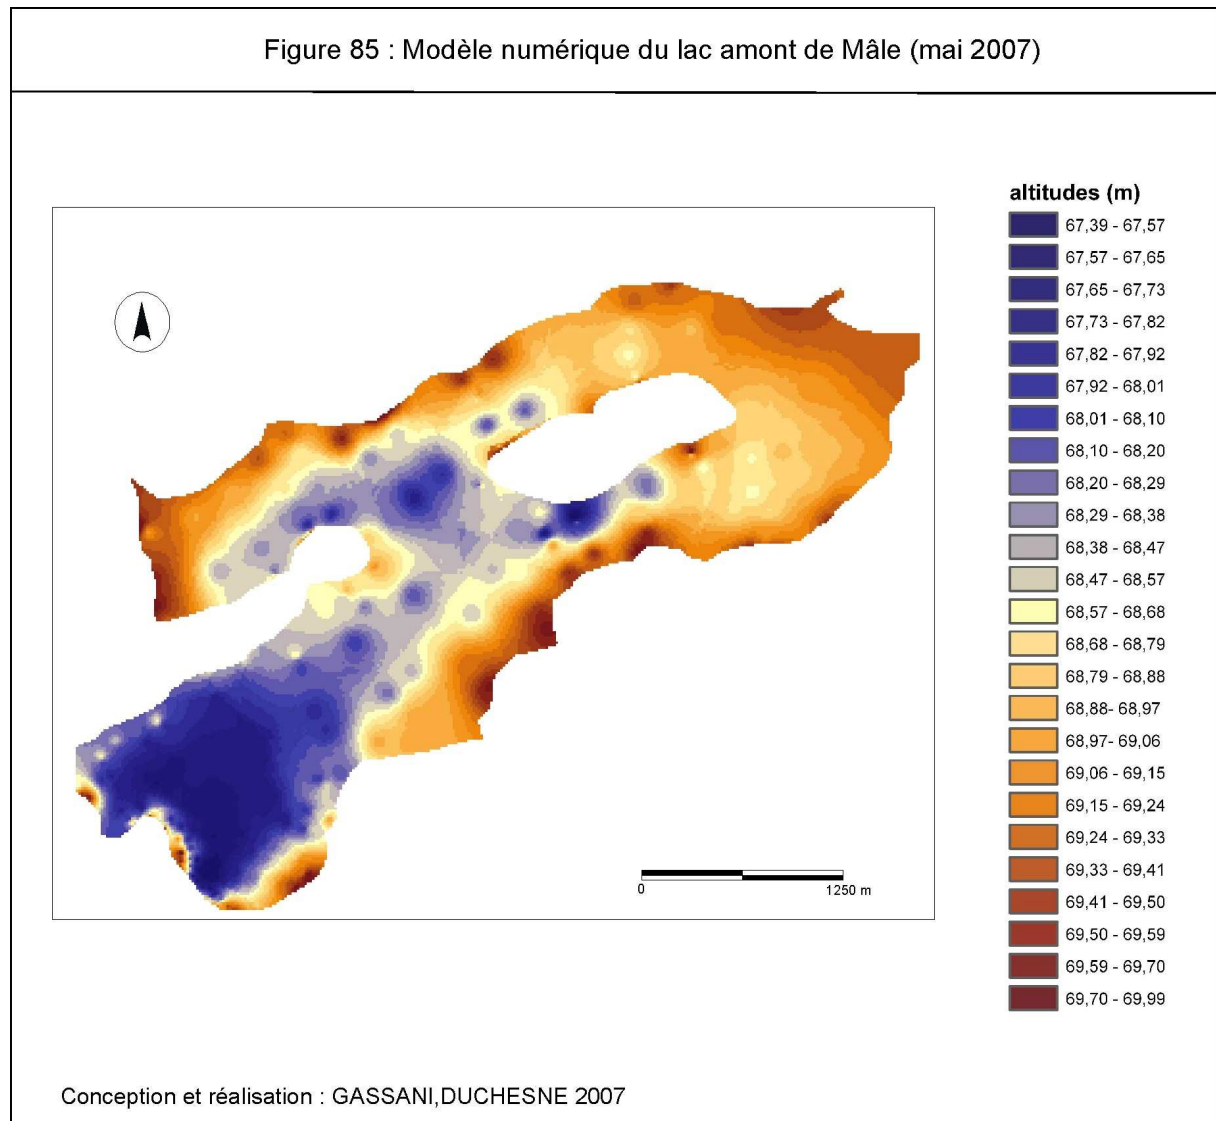 Figure 85 : Modèle numérique du lac amont de Mâle (mai 2007)
altitudes (m)
67,39 - 67,57
67,57 - 67,65
67,65 - 67,73
67,73 - 67,82
67,82 - 67,92
67,92 - 68,01
68,01 - 68,10
68,10 - 68,20
68,20 - 68,29
68,29 - 68,38
68,38 - 68,47
68,47 - 68,57
68,57 - 68,68
68,68 - 68,79
68,79 - 68,88
68,88- 68,97
68,97- 69,06
69,06 - 69,15
69,15 - 69,24
69,24 - 69,33
69,33 - 69,41
69,41 - 69,50
69,50 - 69,59
69,59 - 69,70
69,70 - 69,99
0 1250 m
Conception et réalisation : GASSANI,DUCHESNE 2007